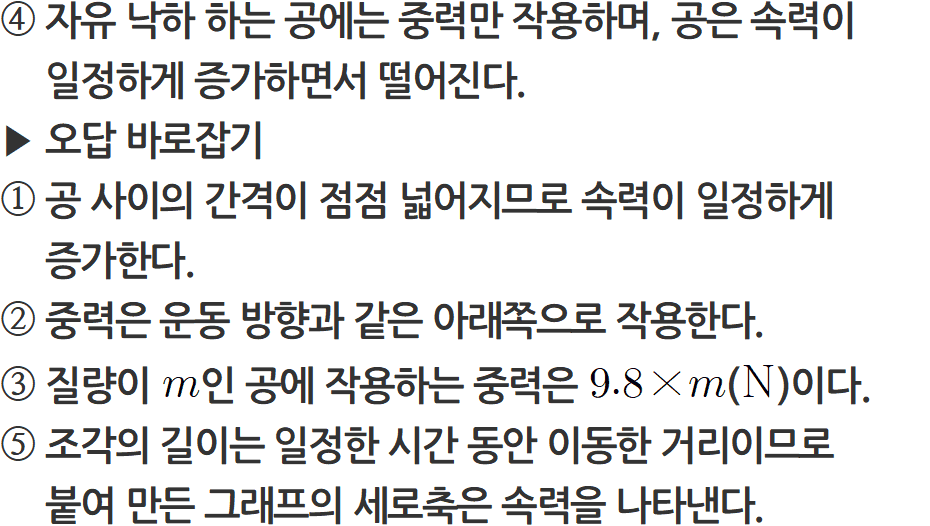 ④ 자유 낙하 하는 공에는 중력만 작용하며, 공은 속력이
일정하게 증가하면서 떨어진다.
▶ 오답 바로잡기
① 공 사이의 간격이 점점 넓어지므로 속력이 일정하게
증가한다.
② 중력은 운동 방향과 같은 아래쪽으로 작용한다.
③ 질량이 m인 공에 작용하는 중력은 9.8×m(N)이다.
⑤ 조각의 길이는 일정한 시간 동안 이동한 거리이므로
붙여 만든 그래프의 세로축은 속력을 나타낸다.